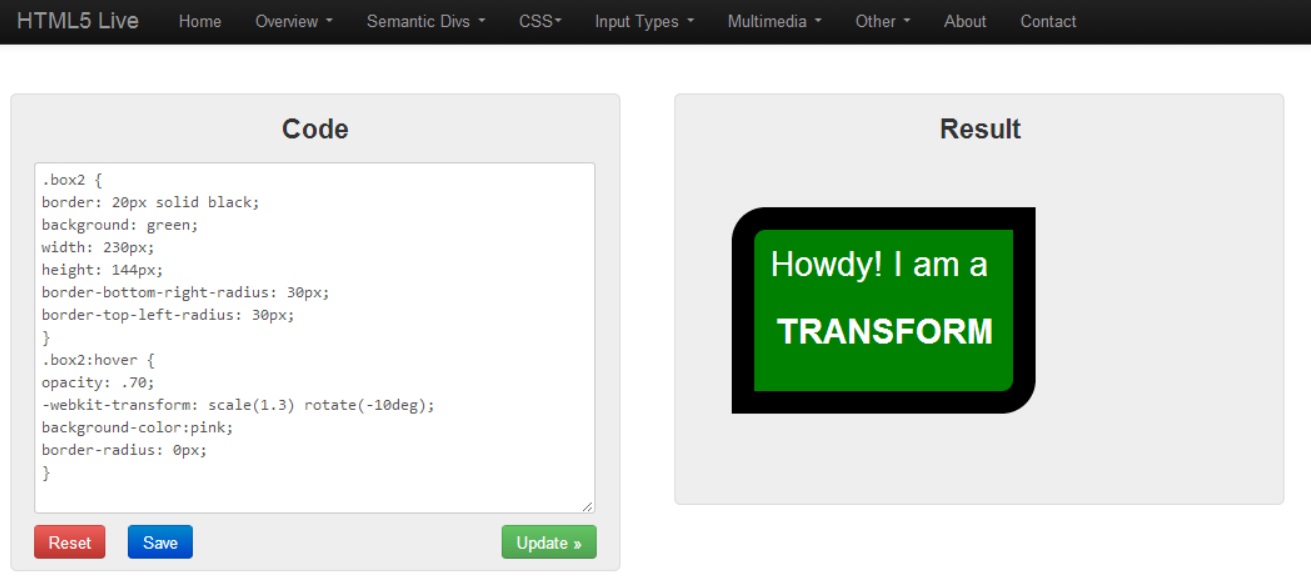 HTML5 Live Home Overview Semantic Divs CSS Input Types Multimedia Other About Contact
Code
.box2 {
border: 20px solid black;
background: green;
width: 230px;
height: 144px;
border-bottom-right-radius: 30px;
border-top-left-radius: 30px;
}
.box2:hover {
opacity: .70;
-webkit-transform: scale(1.3) rotate(-10deg);
background-color:pink;
border-radius: 0px;
}
Reset Save Update »
Result
Howdy! I am a
TRANSFORM